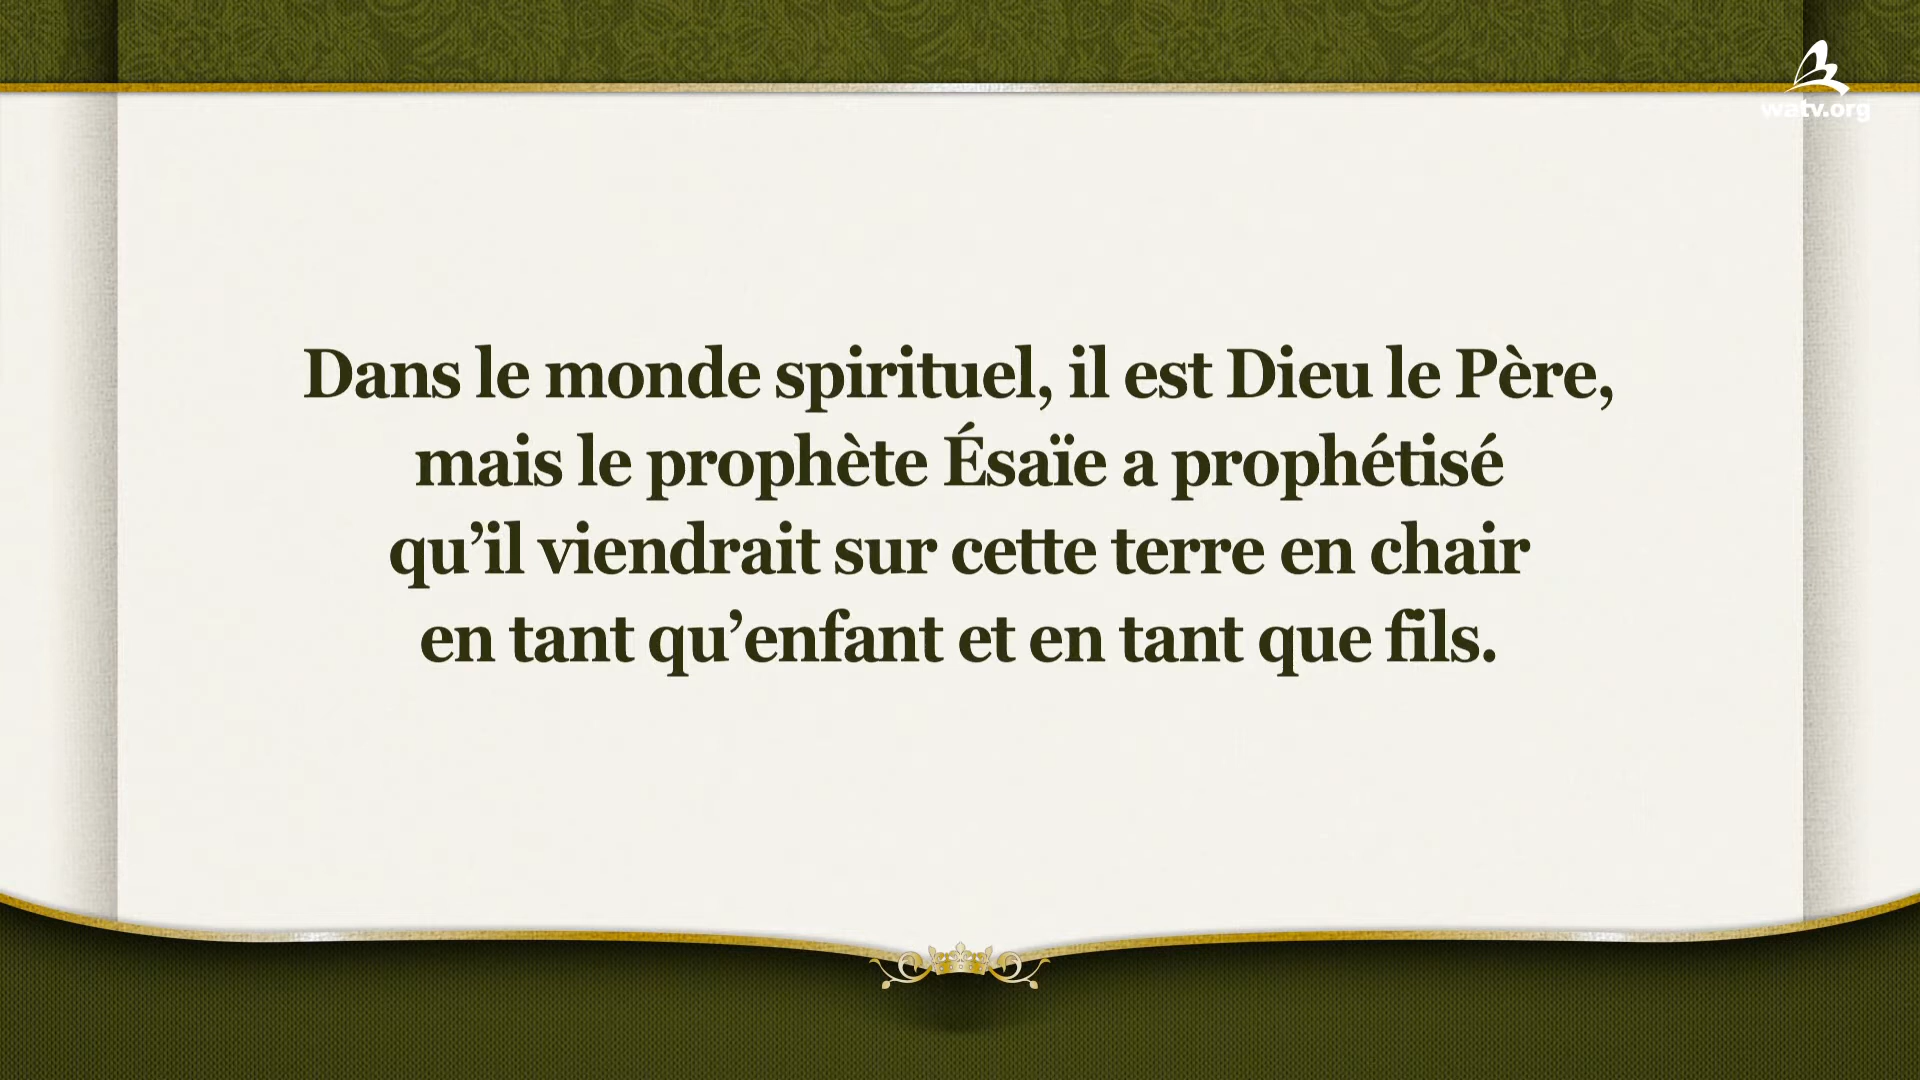 watv.org
Dans le monde spirituel, il est Dieu le Père,
mais le prophète Ésaïe a prophétisé
qu’il viendrait sur cette terre en chair
en tant qu’enfant et en tant que fils.